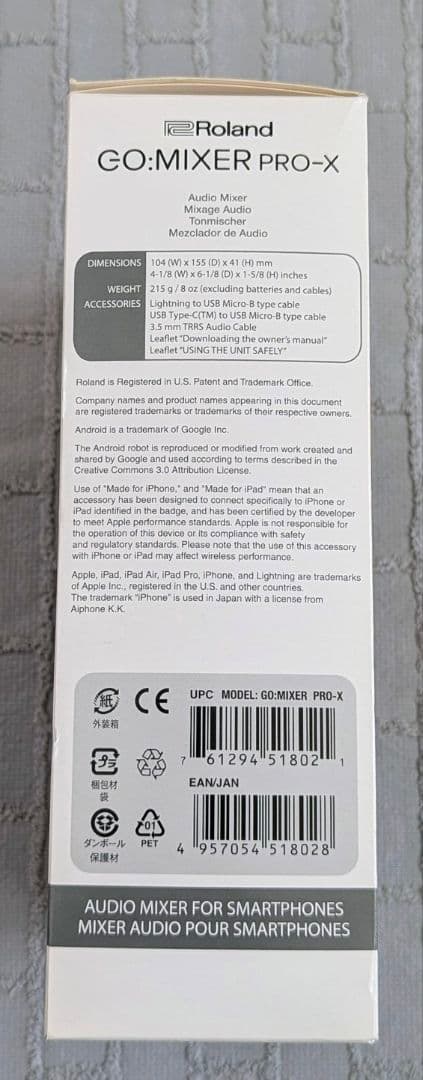 Roland
GO:MIXER PRO-X
Audio Mixer
Mixage Audio
Tonmischer
Mezclador de Audio
DIMENSIONS 104 (W) x 155 (D) x 41 (H) mm
4-1/8 (W) x 6-1/8 (D) x 1-5/8 (H) inches
WEIGHT 215 g / 8 oz (excluding batteries and cables)
ACCESSORIES Lightning to USB Micro-B type cable
USB Type-C(TM) to USB Micro-B type cable
3.5 mm TRRS Audio Cable
Leaflet "Downloading the owner's manual"
Leaflet "USING THE UNIT SAFELY"
Roland is Registered in U.S. Patent and Trademark Office.
Company names and product names appearing in this document
are registered trademarks or trademarks of their respective owners.
Android is a trademark of Google Inc.
The Android robot is reproduced or modified from work created and
shared by Google and used according to terms described in the
Creative Commons 3.0 Attribution License.
Use of "Made for iPhone," and "Made for iPad" mean that an
accessory has been designed to connect specifically to iPhone or
iPad identified in the badge, and has been certified by the developer
to meet Apple performance standards. Apple is not responsible for
the operation of this device or its compliance with safety
and regulatory standards. Please note that the use of this accessory
with iPhone or iPad may affect wireless performance.
Apple, iPad, iPad Air, iPad Pro, iPhone, and Lightning are trademarks
of Apple Inc., registered in the U.S. and other countries.
The trademark "iPhone" is used in Japan with a license from
Aiphone K.K.
紙 CE UPC MODEL: GO:MIXER PRO-X
外装箱
7 61294 51802 1
プラ
EAN/JAN
梱包材
袋
01
ダンボール PET
4 957054 518028
保護材
AUDIO MIXER FOR SMARTPHONES
MIXER AUDIO POUR SMARTPHONES